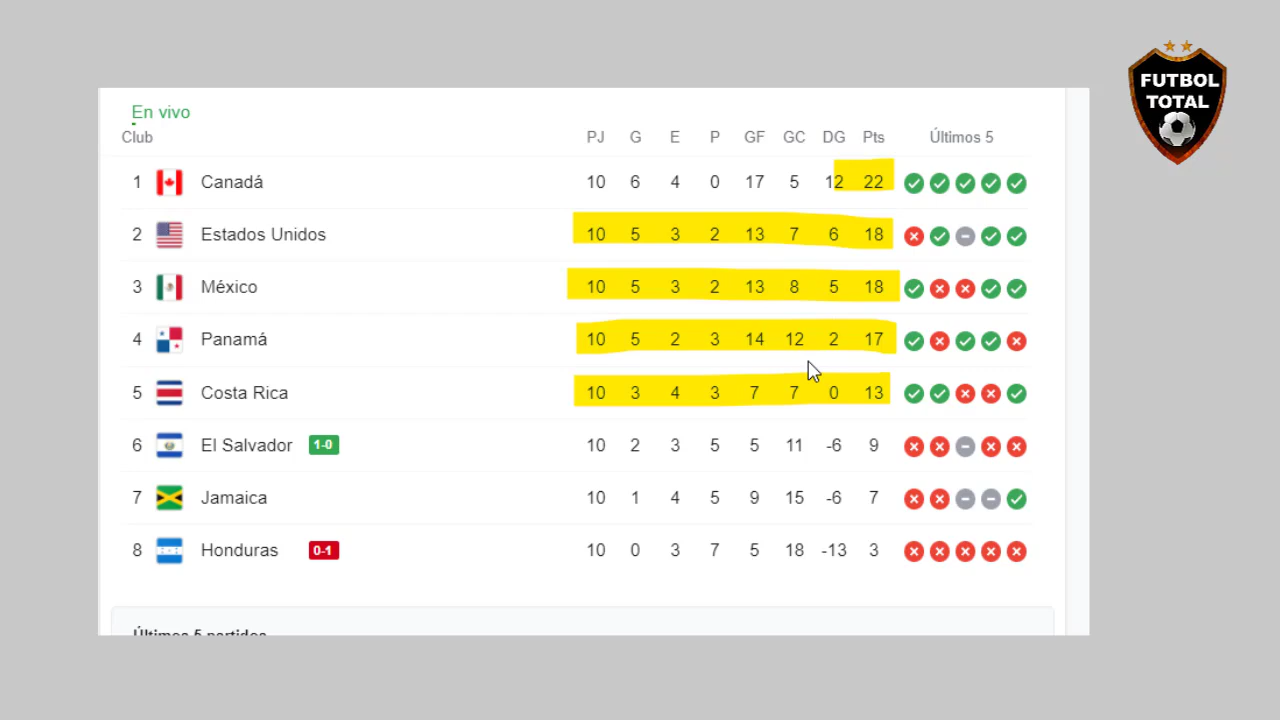 FUTBOL
TOTAL
En vivo
Club PJ G E P GF GC DG Pts Últimos 5
1 Canadá 10 6 4 0 17 5 12 22
2 Estados Unidos 10 5 3 2 13 7 6 18
3 México 10 5 3 2 13 8 5 18
4 Panamá 10 5 2 3 14 12 2 17
5 Costa Rica 10 3 4 3 7 7 0 13
6 El Salvador 1-0 10 2 3 5 5 11 -6 9
7 Jamaica 10 1 4 5 9 15 -6 7
8 Honduras 0-1 10 0 3 7 5 18 -13 3
Últimos 5 partidos